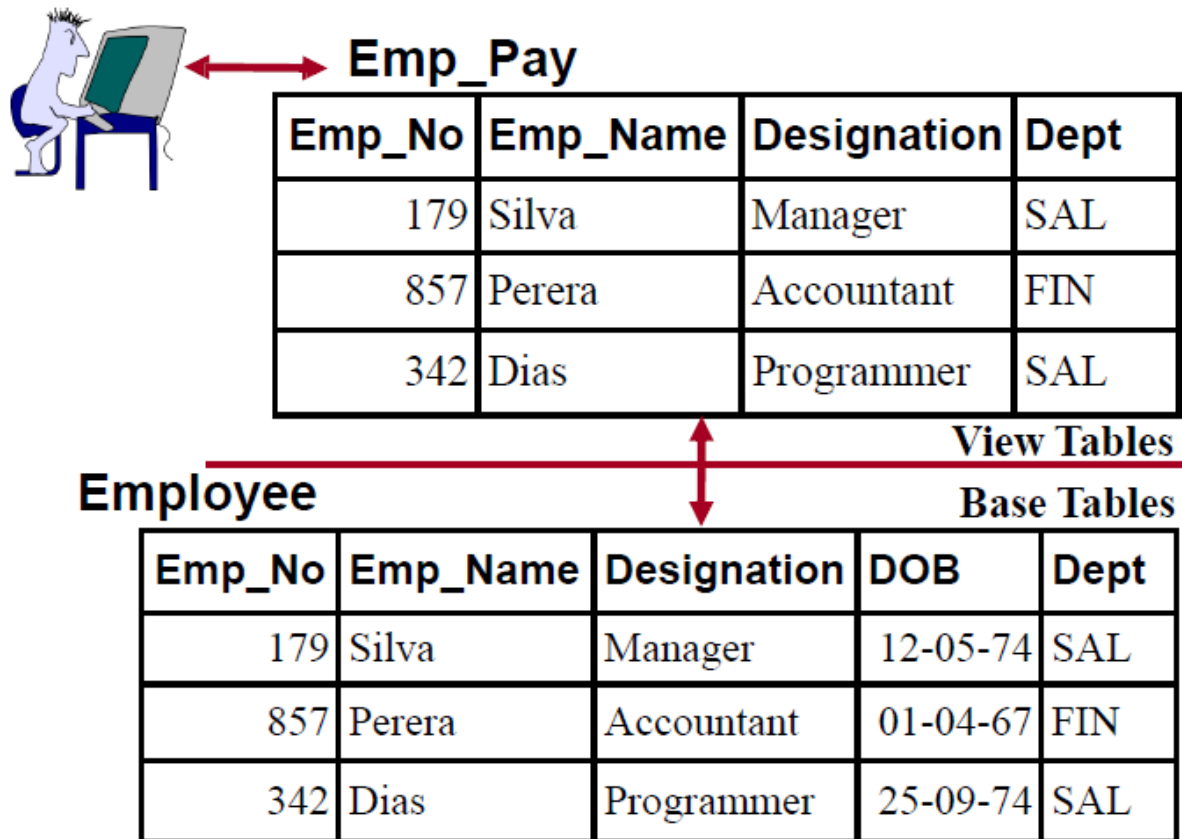 Emp_Pay
Emp_No Emp_Name Designation Dept
179 Silva Manager SAL
857 Perera Accountant FIN
342 Dias Programmer SAL
View Tables
Employee
Base Tables
Emp_No Emp_Name Designation DOB Dept
179 Silva Manager 12-05-74 SAL
857 Perera Accountant 01-04-67 FIN
342 Dias Programmer 25-09-74 SAL